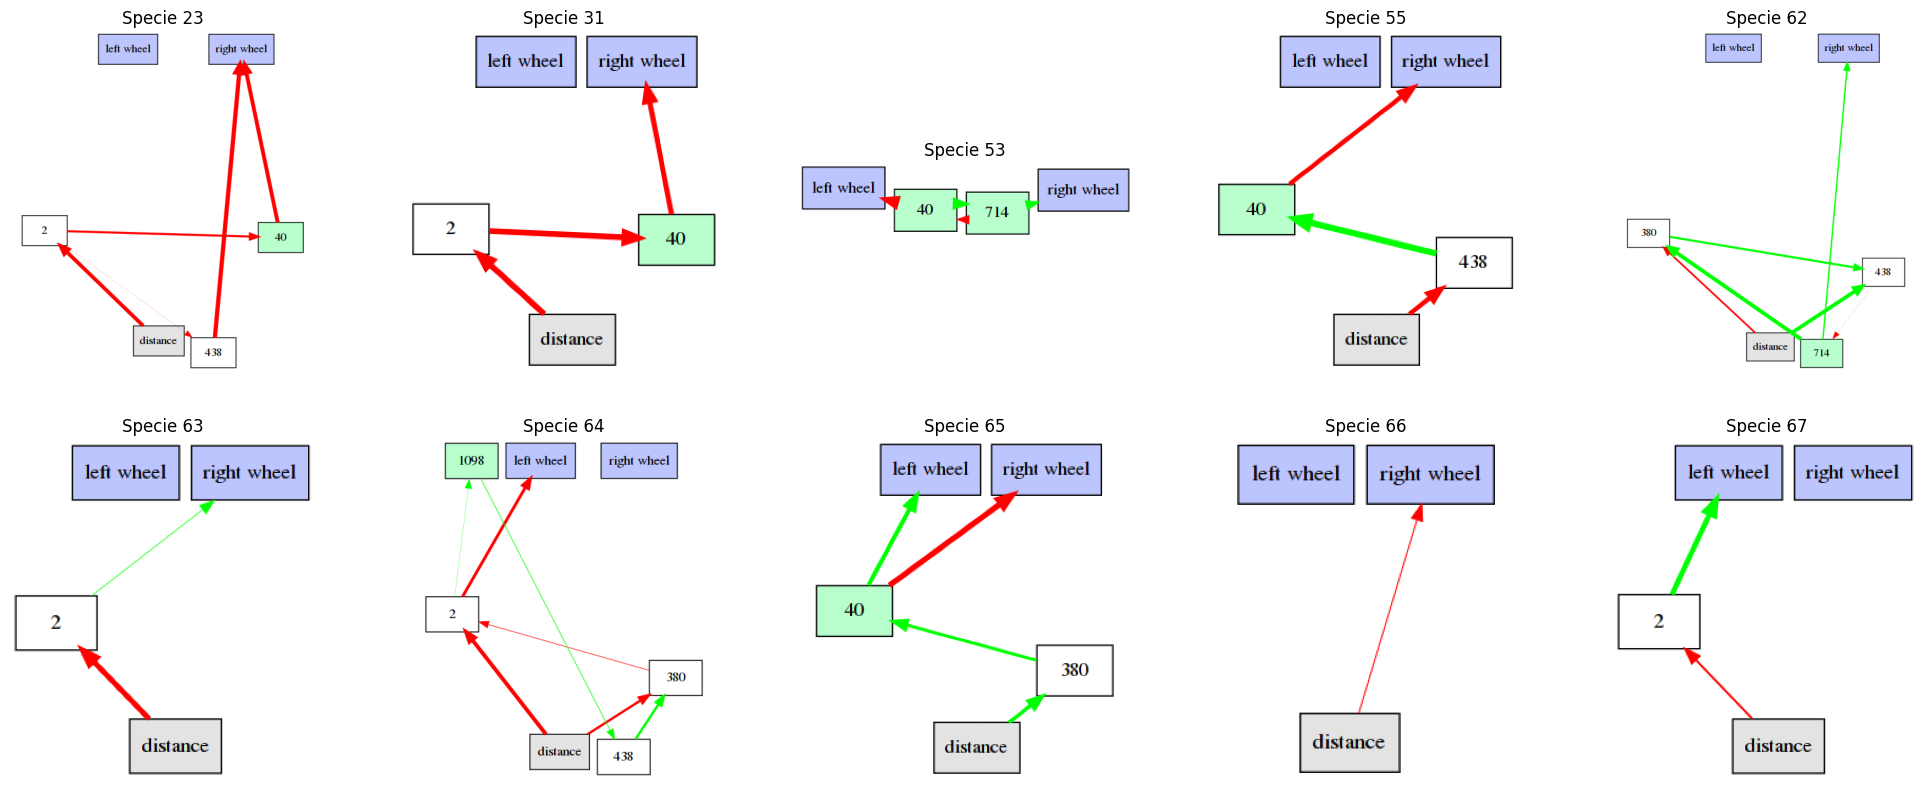 Specie 23
left wheel
right wheel
2
40
distance
438
Specie 31
left wheel
right wheel
2
40
distance
Specie 53
left wheel
40
714
right wheel
Specie 55
left wheel
right wheel
40
438
distance
Specie 62
left wheel
right wheel
380
438
distance
714
Specie 63
left wheel
right wheel
2
distance
Specie 64
1098
left wheel
right wheel
2
380
distance
438
Specie 65
left wheel
right wheel
40
380
distance
Specie 66
left wheel
right wheel
distance
Specie 67
left wheel
right wheel
2
distance